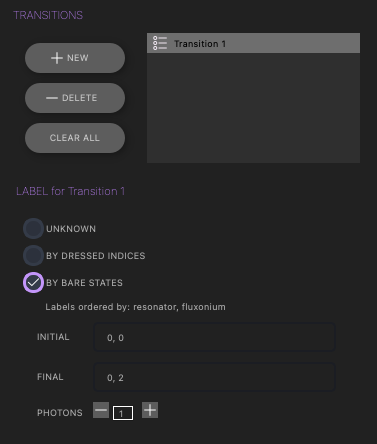 TRANSITIONS
NEW
Transition 1
DELETE
CLEAR ALL
LABEL for Transition 1
UNKNOWN
BY DRESSED INDICES
BY BARE STATES
Labels ordered by: resonator, fluxonium
INITIAL 0, 0
FINAL 0, 2
PHOTONS 1